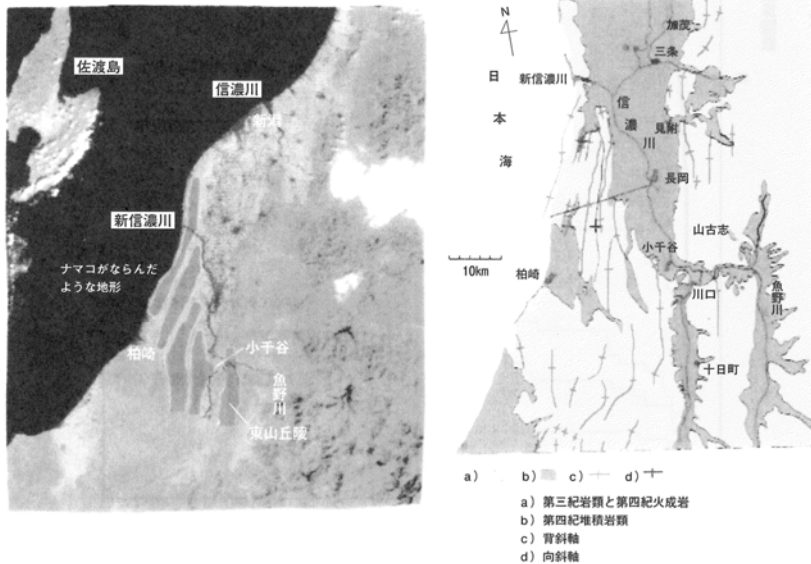 佐渡島
信濃川
新潟
新信濃川
ナマコがならんだ
ような地形
柏崎
小千谷
魚野川
東山丘陵
N
加茂
三条
新信濃川
日本海
信濃川
見附
長岡
山古志
小千谷
10km
柏崎
川口
魚野川
十日町
a) b) c) d)
a) 第三紀岩類と第四紀火成岩
b) 第四紀堆積岩類
c) 背斜軸
d) 向斜軸